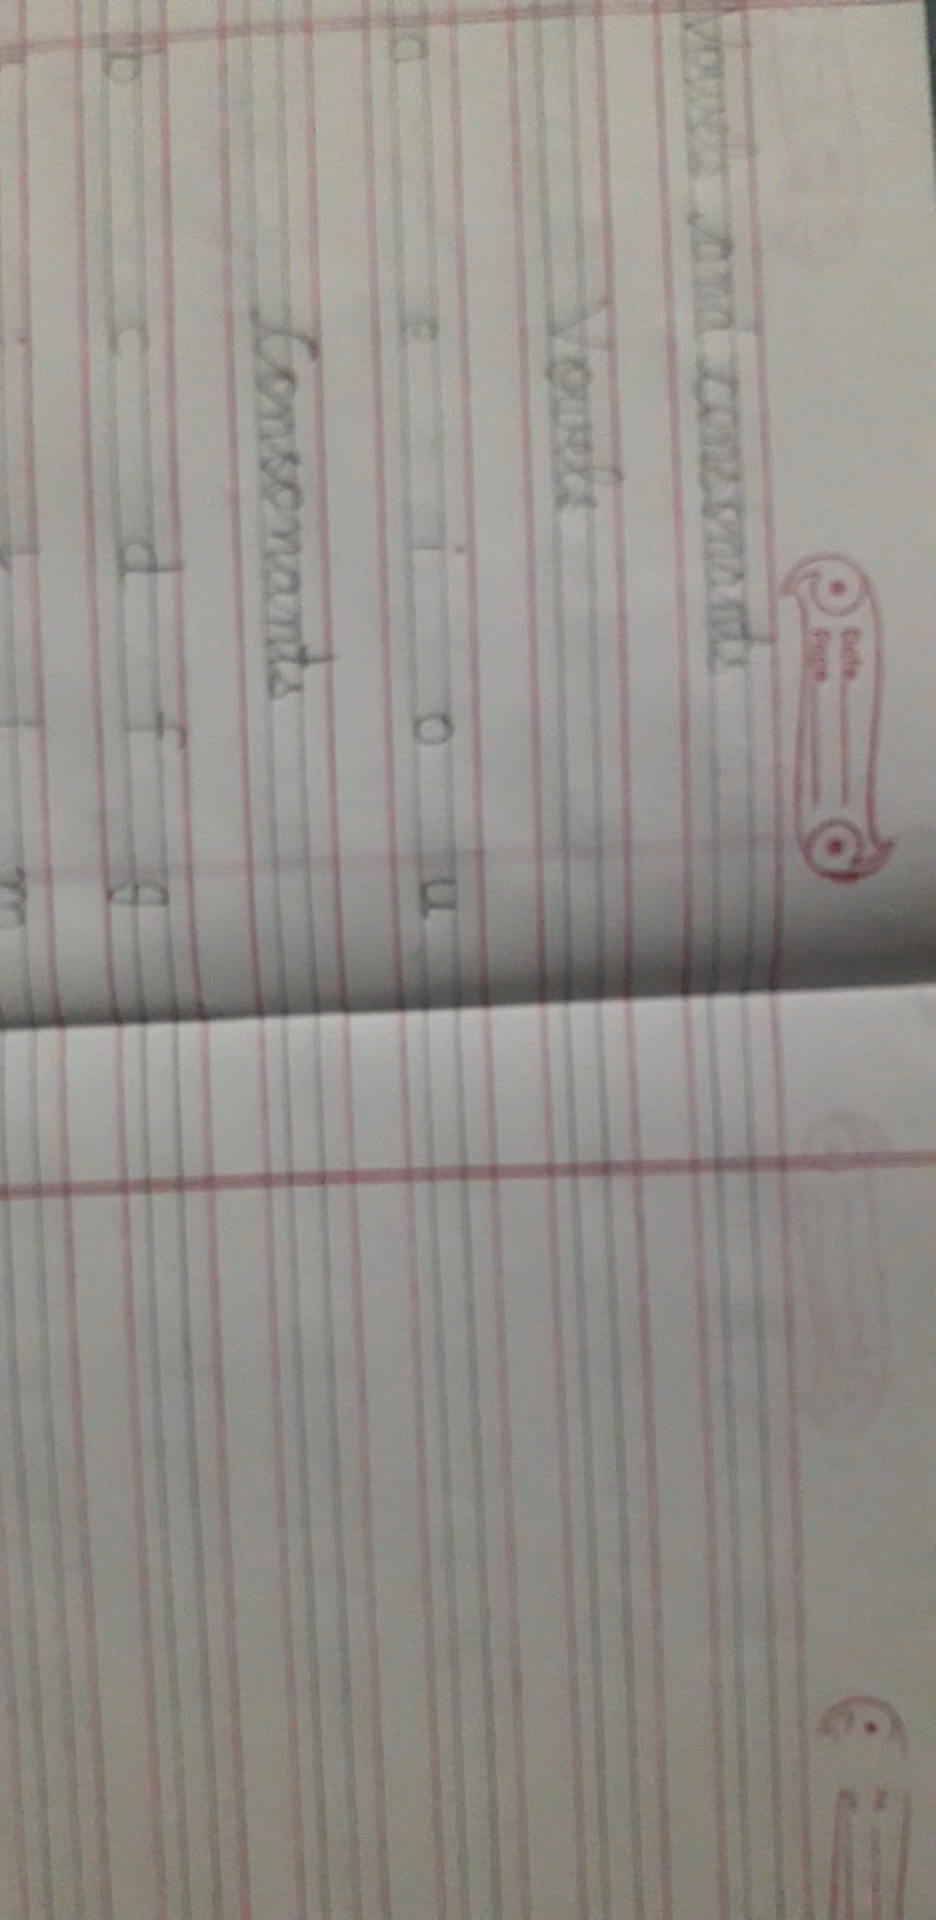 Date
Page
Vowels and consonants
Vowels
a e i o u
Consonants
b c d f g
m